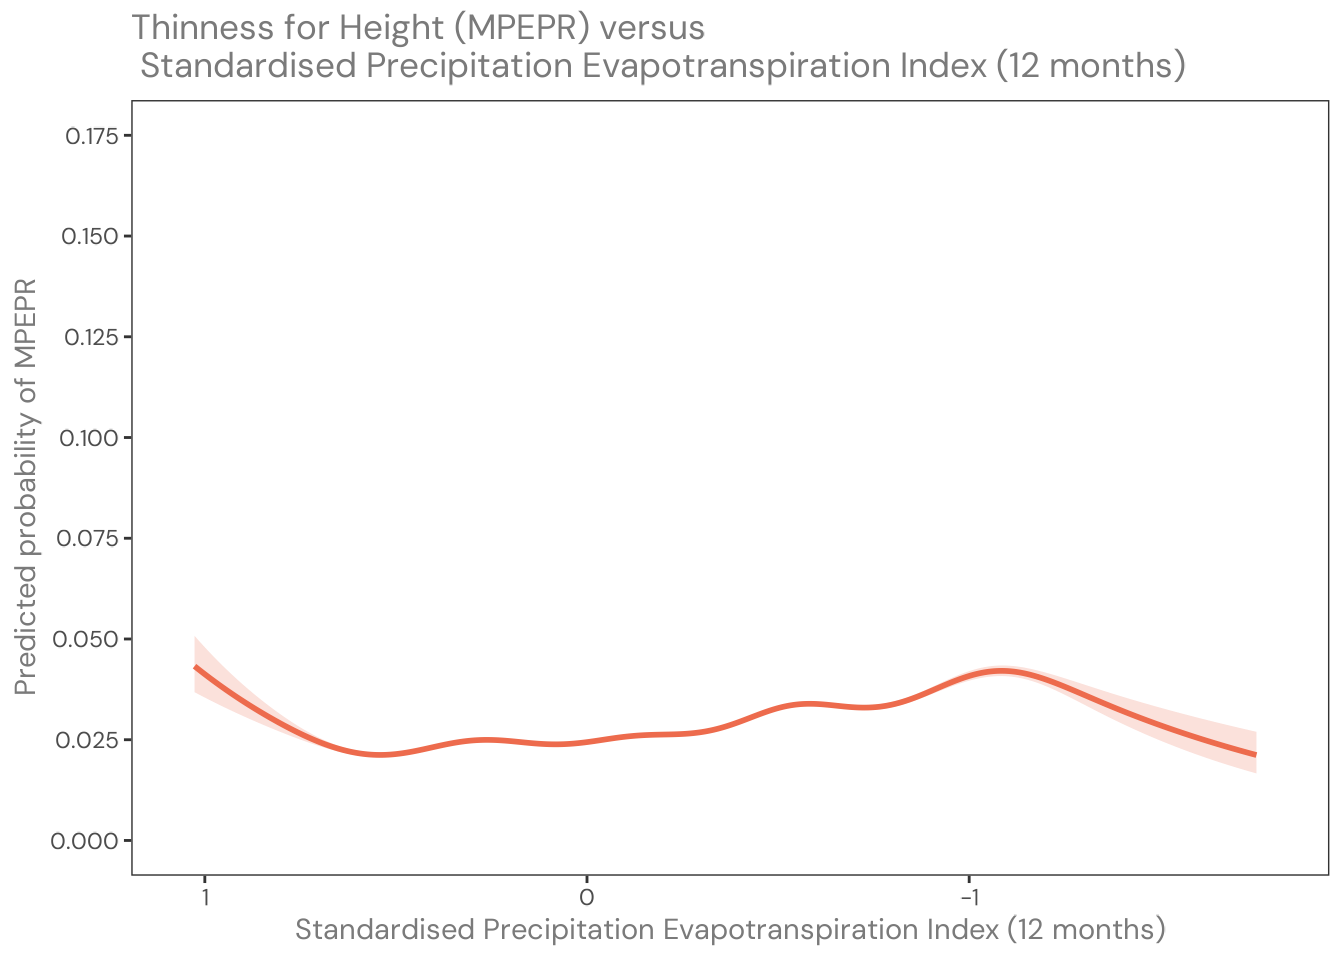 Thinness for Height (MPEPR) versus
Standardised Precipitation Evapotranspiration Index (12 months)
Predicted probability of MPEPR
0.175
0.150
0.125
0.100
0.075
0.050
0.025
0.000
1
0
-1
Standardised Precipitation Evapotranspiration Index (12 months)